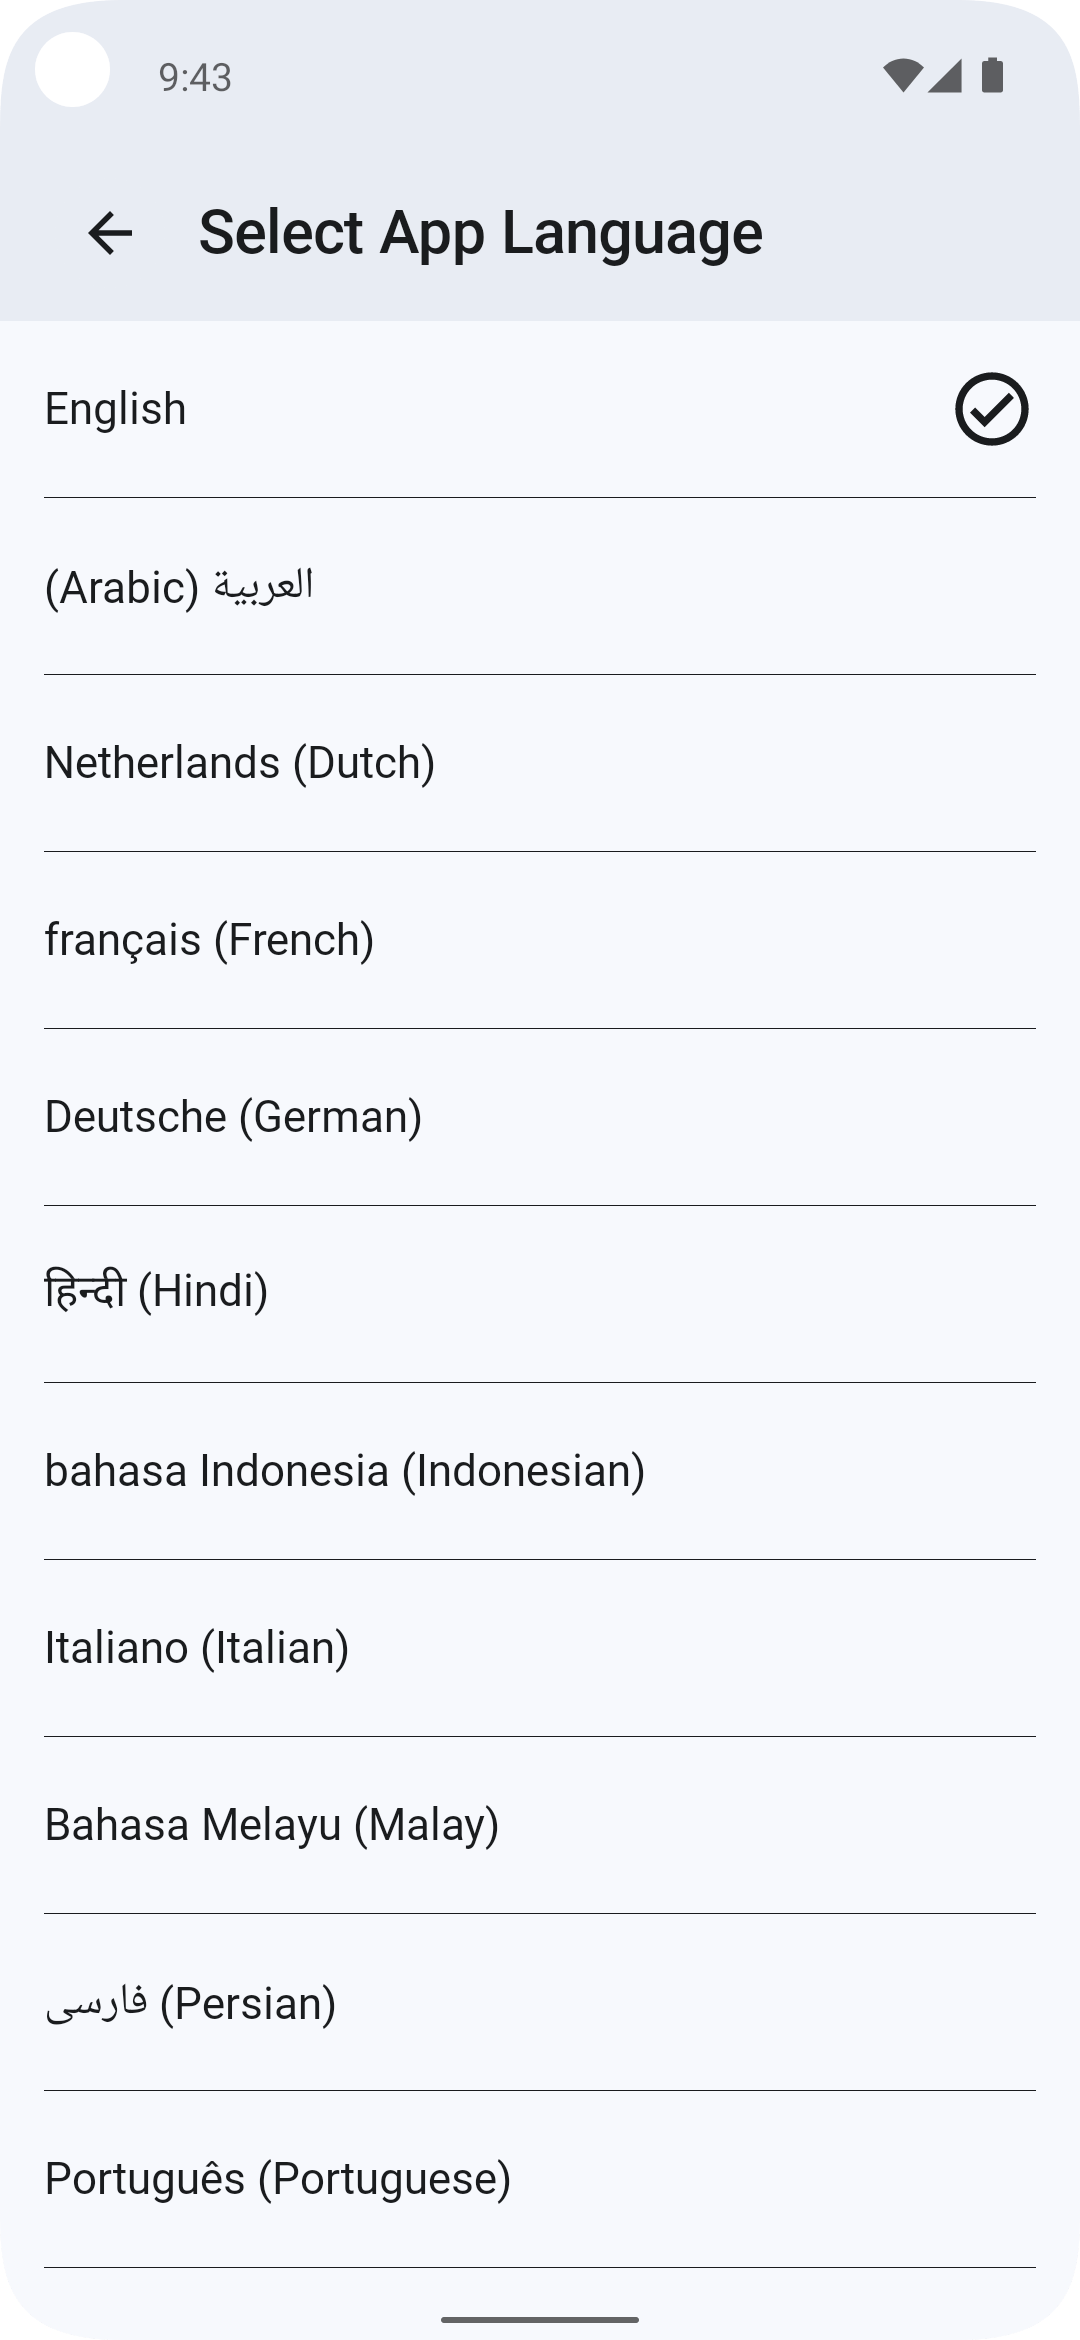 9:43
Select App Language
English
(Arabic) العربية
Netherlands (Dutch)
français (French)
Deutsche (German)
हिन्दी (Hindi)
bahasa Indonesia (Indonesian)
Italiano (Italian)
Bahasa Melayu (Malay)
فارسی (Persian)
Português (Portuguese)